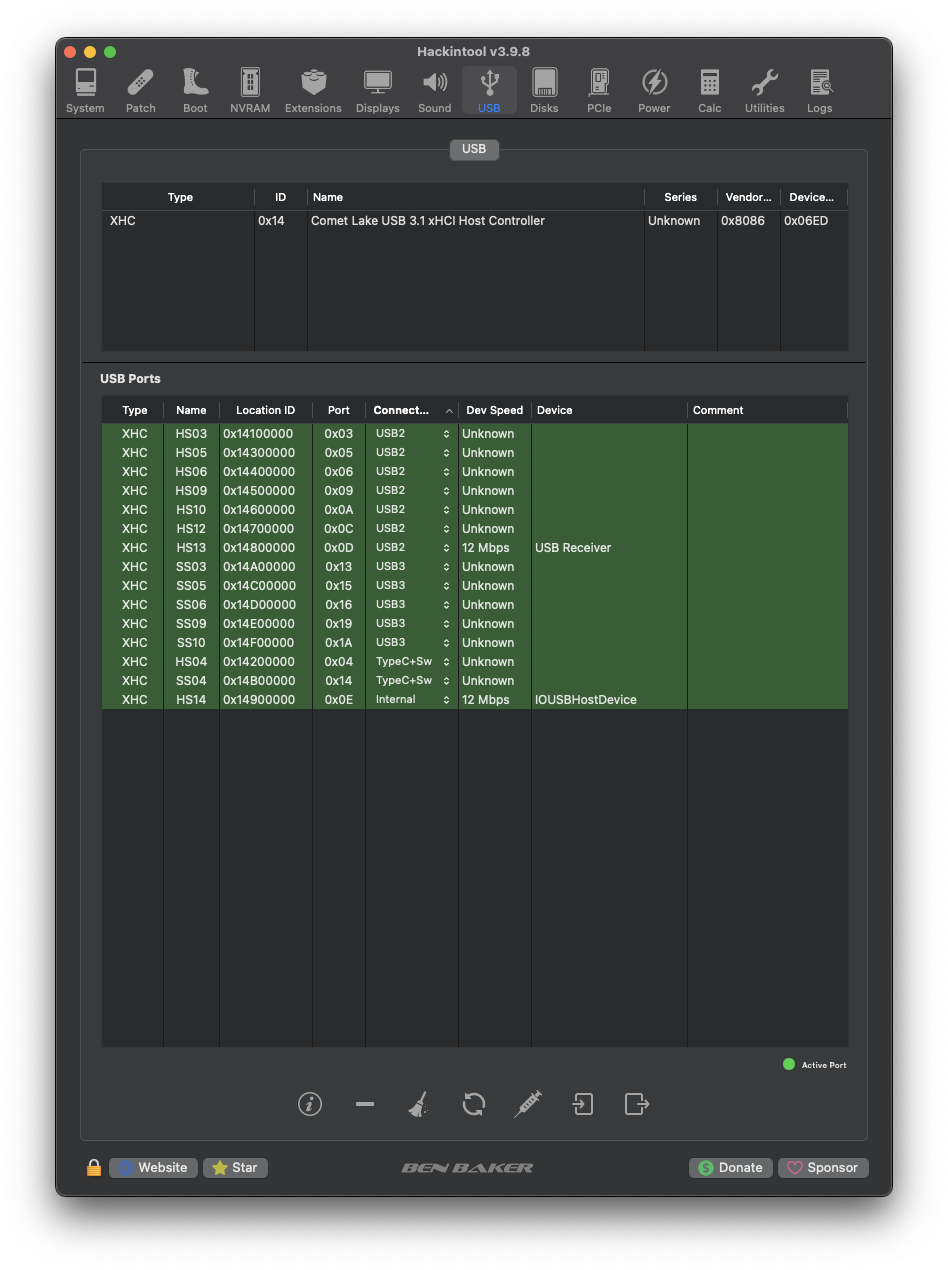 Hackintool v3.9.8
System Patch Boot NVRAM Extensions Displays Sound USB Disks PCIe Power Calc Utilities Logs
USB
Type ID Name Series Vendor... Device...
XHC 0x14 Comet Lake USB 3.1 xHCI Host Controller Unknown 0x8086 0x06ED
USB Ports
Type Name Location ID Port Connect... Dev Speed Device Comment
XHC HS03 0x14100000 0x03 USB2 Unknown
XHC HS05 0x14300000 0x05 USB2 Unknown
XHC HS06 0x14400000 0x06 USB2 Unknown
XHC HS09 0x14500000 0x09 USB2 Unknown
XHC HS10 0x14600000 0x0A USB2 Unknown
XHC HS12 0x14700000 0x0C USB2 Unknown
XHC HS13 0x14800000 0x0D USB2 12 Mbps USB Receiver
XHC SS03 0x14A00000 0x13 USB3 Unknown
XHC SS05 0x14C00000 0x15 USB3 Unknown
XHC SS06 0x14D00000 0x16 USB3 Unknown
XHC SS09 0x14E00000 0x19 USB3 Unknown
XHC SS10 0x14F00000 0x1A USB3 Unknown
XHC HS04 0x14200000 0x04 TypeC+Sw Unknown
XHC SS04 0x14B00000 0x14 TypeC+Sw Unknown
XHC HS14 0x14900000 0x0E Internal 12 Mbps IOUSBHostDevice
Active Port
Website Star BEN BAKER Donate Sponsor